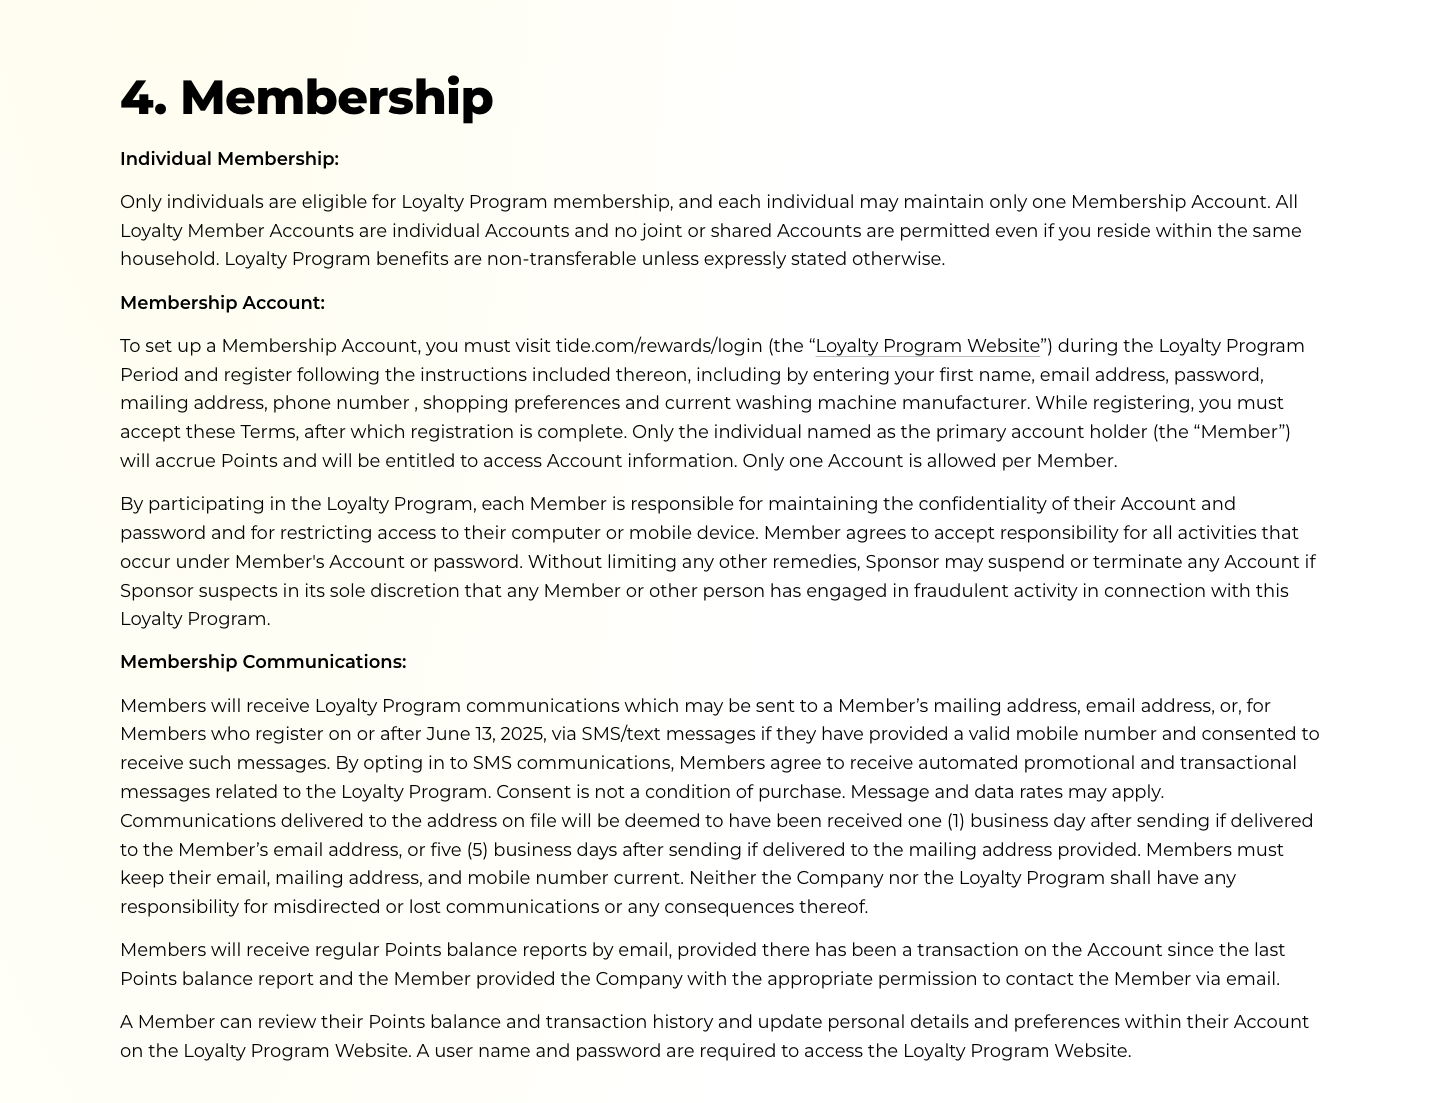 4. Membership
Individual Membership:
Only individuals are eligible for Loyalty Program membership, and each individual may maintain only one Membership Account. All
Loyalty Member Accounts are individual Accounts and no joint or shared Accounts are permitted even if you reside within the same
household. Loyalty Program benefits are non-transferable unless expressly stated otherwise.
Membership Account:
To set up a Membership Account, you must visit tide.com/rewards/login (the “Loyalty Program Website”) during the Loyalty Program
Period and register following the instructions included thereon, including by entering your first name, email address, password,
mailing address, phone number , shopping preferences and current washing machine manufacturer. While registering, you must
accept these Terms, after which registration is complete. Only the individual named as the primary account holder (the “Member”)
will accrue Points and will be entitled to access Account information. Only one Account is allowed per Member.
By participating in the Loyalty Program, each Member is responsible for maintaining the confidentiality of their Account and
password and for restricting access to their computer or mobile device. Member agrees to accept responsibility for all activities that
occur under Member's Account or password. Without limiting any other remedies, Sponsor may suspend or terminate any Account if
Sponsor suspects in its sole discretion that any Member or other person has engaged in fraudulent activity in connection with this
Loyalty Program.
Membership Communications:
Members will receive Loyalty Program communications which may be sent to a Member’s mailing address, email address, or, for
Members who register on or after June 13, 2025, via SMS/text messages if they have provided a valid mobile number and consented to
receive such messages. By opting in to SMS communications, Members agree to receive automated promotional and transactional
messages related to the Loyalty Program. Consent is not a condition of purchase. Message and data rates may apply.
Communications delivered to the address on file will be deemed to have been received one (1) business day after sending if delivered
to the Member’s email address, or five (5) business days after sending if delivered to the mailing address provided. Members must
keep their email, mailing address, and mobile number current. Neither the Company nor the Loyalty Program shall have any
responsibility for misdirected or lost communications or any consequences thereof.
Members will receive regular Points balance reports by email, provided there has been a transaction on the Account since the last
Points balance report and the Member provided the Company with the appropriate permission to contact the Member via email.
A Member can review their Points balance and transaction history and update personal details and preferences within their Account
on the Loyalty Program Website. A user name and password are required to access the Loyalty Program Website.